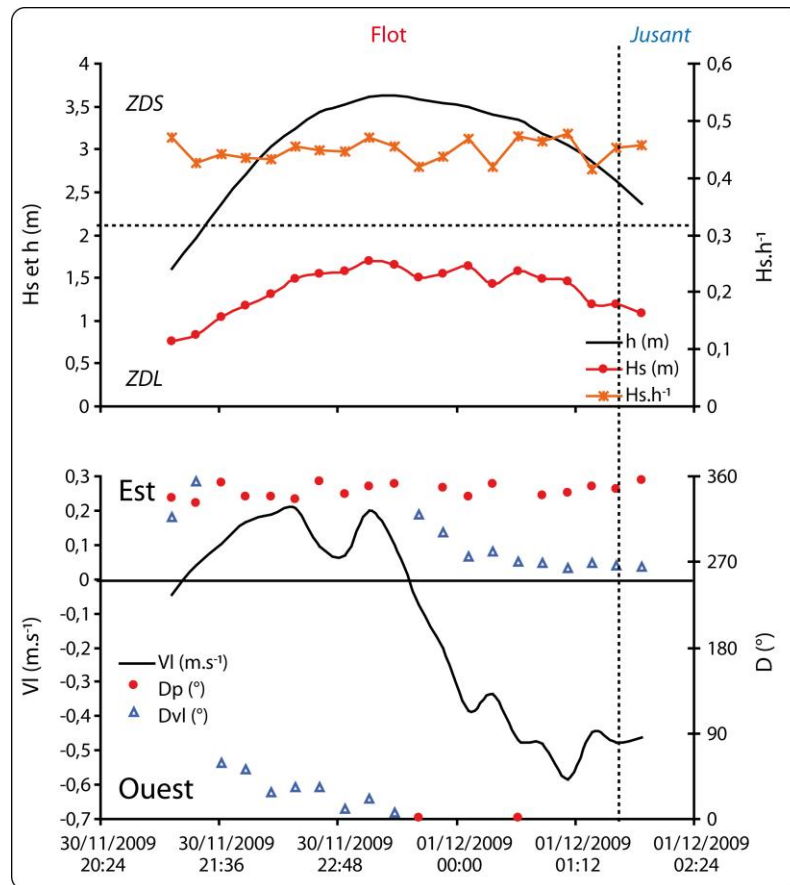 Flot
Jusant
ZDS
ZDL
Hs et h (m)
4
3,5
3
2,5
2
1,5
1
0,5
0
Hs.h⁻¹
0,6
0,5
0,4
0,3
0,2
0,1
0
h (m)
Hs (m)
Hs.h⁻¹
Est
Ouest
Vl (m.s⁻¹)
0,3
0,2
0,1
0
-0,1
-0,2
-0,3
-0,4
-0,5
-0,6
-0,7
D (°)
360
270
180
90
0
Vl (m.s⁻¹)
Dp (°)
Dvl (°)
30/11/2009
20:24
30/11/2009
21:36
30/11/2009
22:48
01/12/2009
00:00
01/12/2009
01:12
01/12/2009
02:24